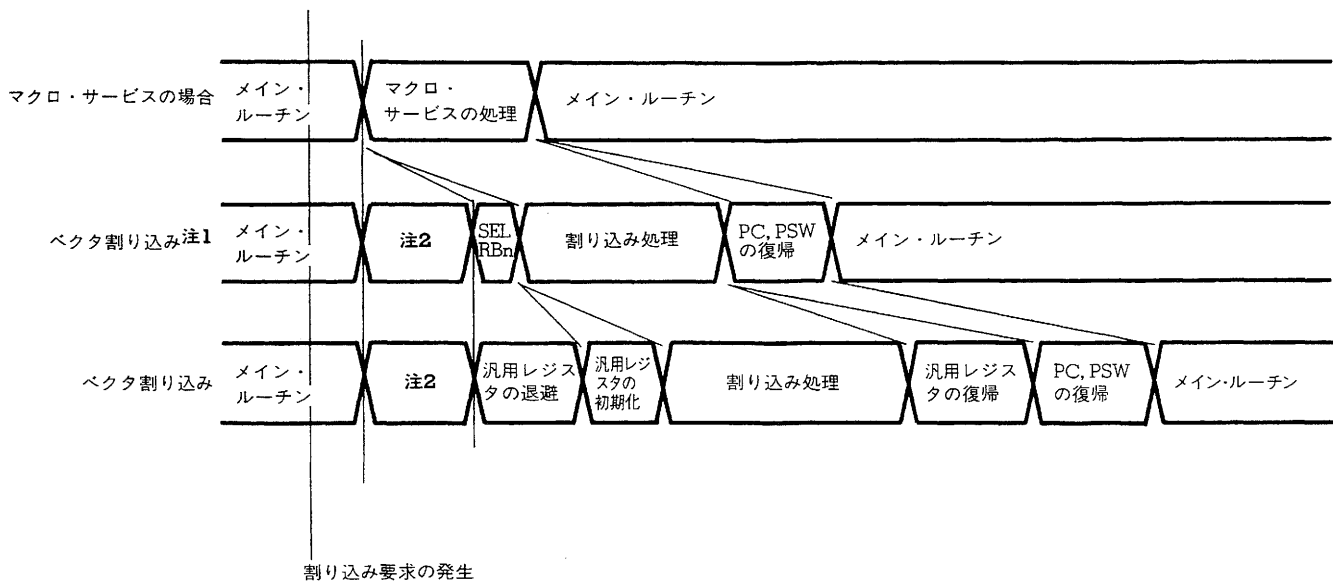 マクロ・サービスの場合
メイン・
ルーチン
マクロ・
サービスの処理
メイン・ルーチン
ベクタ割り込み注1
メイン・
ルーチン
注2
SEL
RBn
割り込み処理
PC, PSW
の復帰
メイン・ルーチン
ベクタ割り込み
メイン・
ルーチン
注2
汎用レジス
タの退避
汎用レジ
スタの
初期化
割り込み処理
汎用レジス
タの復帰
PC, PSW
の復帰
メイン・ルーチン
割り込み要求の発生